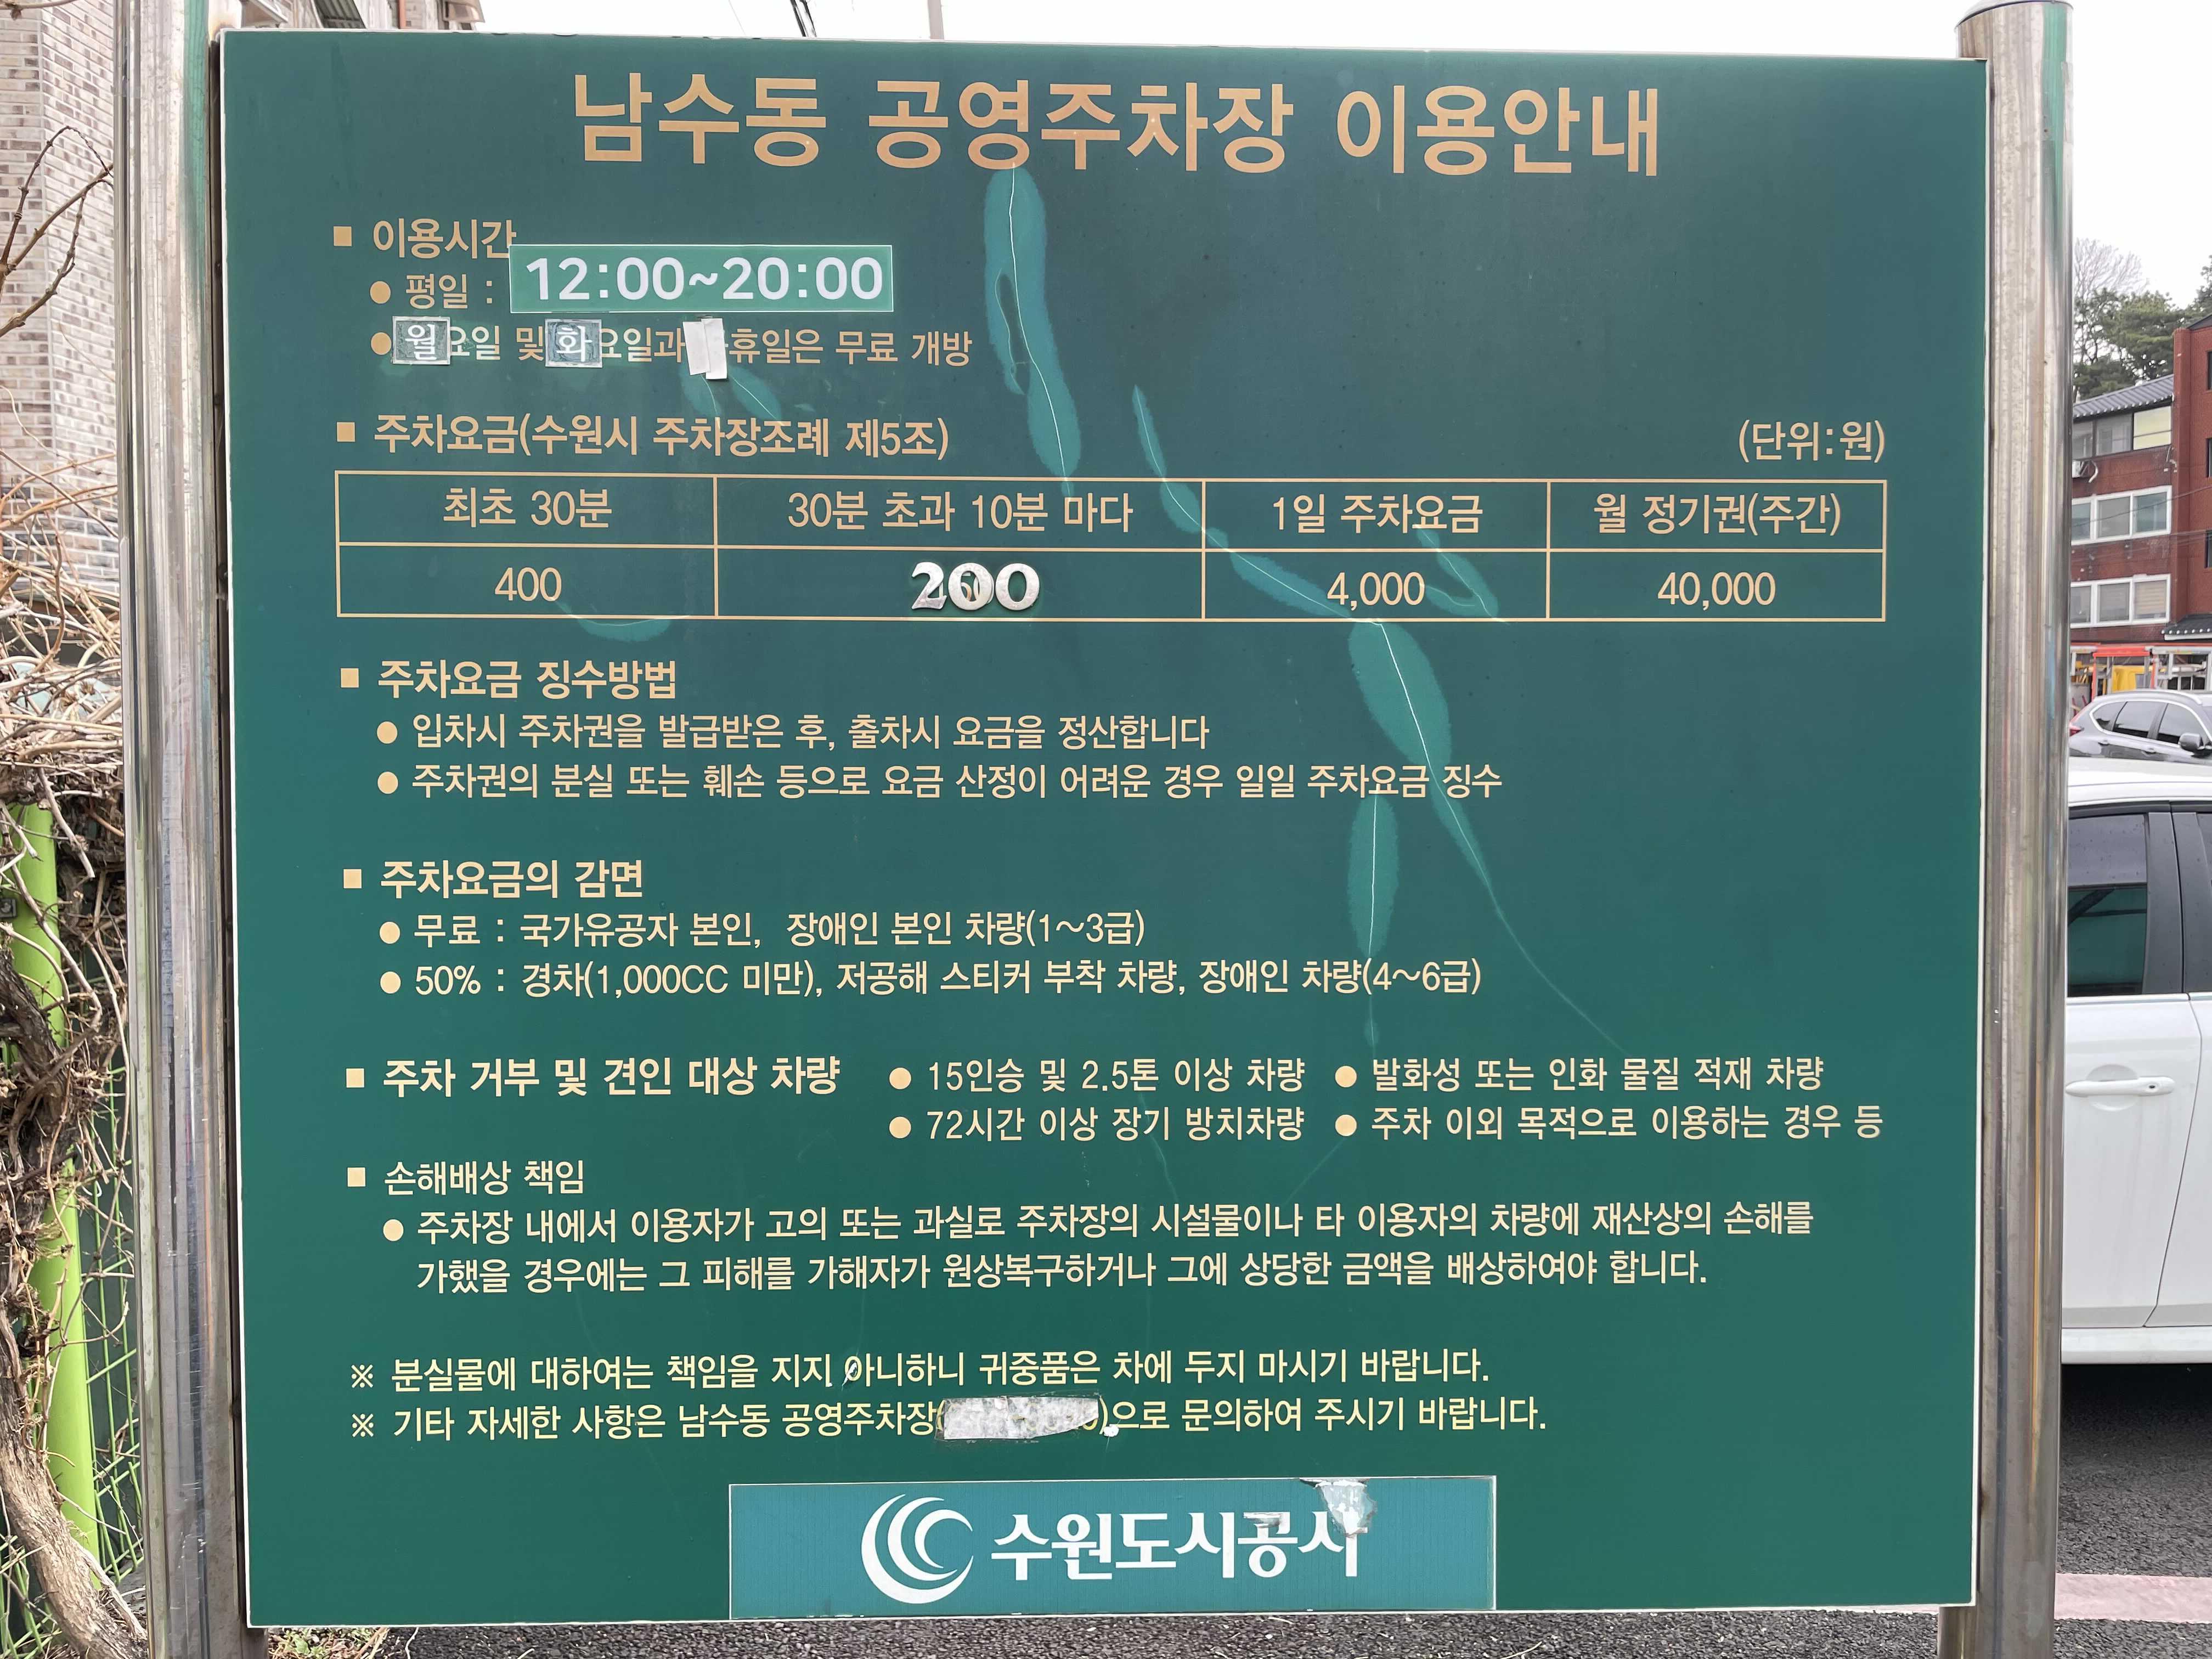 남수동 공영주차장 이용안내
■ 이용시간
● 평일 : 12:00~20:00
● 월요일 및 화요일과 휴일은 무료 개방
■ 주차요금(수원시 주차장조례 제5조) (단위:원)
최초 30분 30분 초과 10분 마다 1일 주차요금 월 정기권(주간)
400 200 4,000 40,000
■ 주차요금 징수방법
● 입차시 주차권을 발급받은 후, 출차시 요금을 정산합니다
● 주차권의 분실 또는 훼손 등으로 요금 산정이 어려운 경우 일일 주차요금 징수
■ 주차요금의 감면
● 무료 : 국가유공자 본인, 장애인 본인 차량(1~3급)
● 50% : 경차(1,000CC 미만), 저공해 스티커 부착 차량, 장애인 차량(4~6급)
■ 주차 거부 및 견인 대상 차량 ● 15인승 및 2.5톤 이상 차량 ● 발화성 또는 인화 물질 적재 차량
● 72시간 이상 장기 방치차량 ● 주차 이외 목적으로 이용하는 경우 등
■ 손해배상 책임
● 주차장 내에서 이용자가 고의 또는 과실로 주차장의 시설물이나 타 이용자의 차량에 재산상의 손해를
가했을 경우에는 그 피해를 가해자가 원상복구하거나 그에 상당한 금액을 배상하여야 합니다.
※ 분실물에 대하여는 책임을 지지 아니하니 귀중품은 차에 두지 마시기 바랍니다.
※ 기타 자세한 사항은 남수동 공영주차장( )으로 문의하여 주시기 바랍니다.
수원도시공사